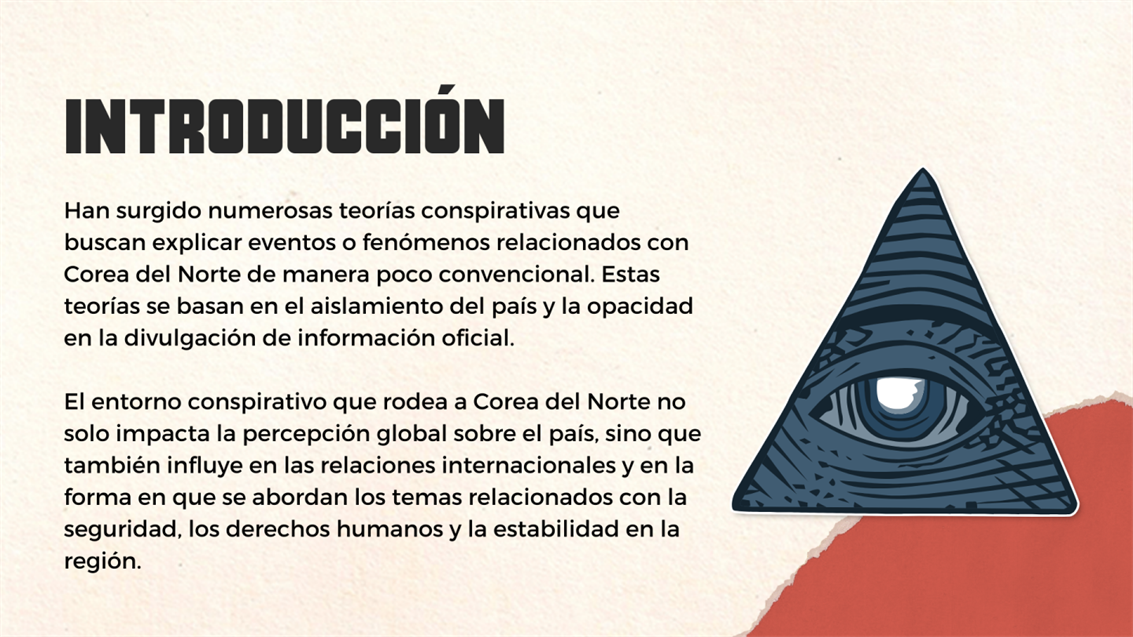 INTRODUCCIÓN
Han surgido numerosas teorías conspirativas que
buscan explicar eventos o fenómenos relacionados con
Corea del Norte de manera poco convencional. Estas
teorías se basan en el aislamiento del país y la opacidad
en la divulgación de información oficial.
El entorno conspirativo que rodea a Corea del Norte no
solo impacta la percepción global sobre el país, sino que
también influye en las relaciones internacionales y en la
forma en que se abordan los temas relacionados con la
seguridad, los derechos humanos y la estabilidad en la
región.